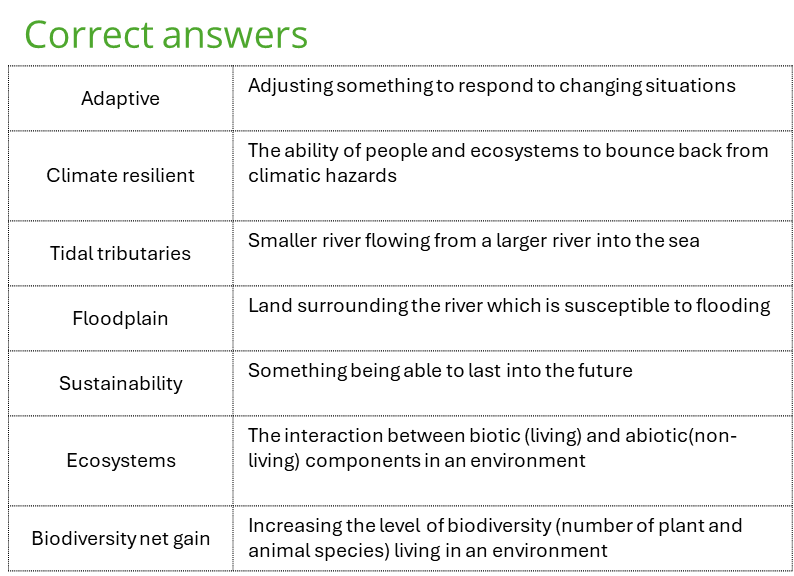 Correct answers
Adaptive
Adjusting something to respond to changing situations
Climate resilient
The ability of people and ecosystems to bounce back from
climatic hazards
Tidal tributaries
Smaller river flowing from a larger river into the sea
Floodplain
Land surrounding the river which is susceptible to flooding
Sustainability
Something being able to last into the future
Ecosystems
The interaction between biotic (living) and abiotic(non-
living) components in an environment
Biodiversity net gain
Increasing the level of biodiversity (number of plant and
animal species) living in an environment